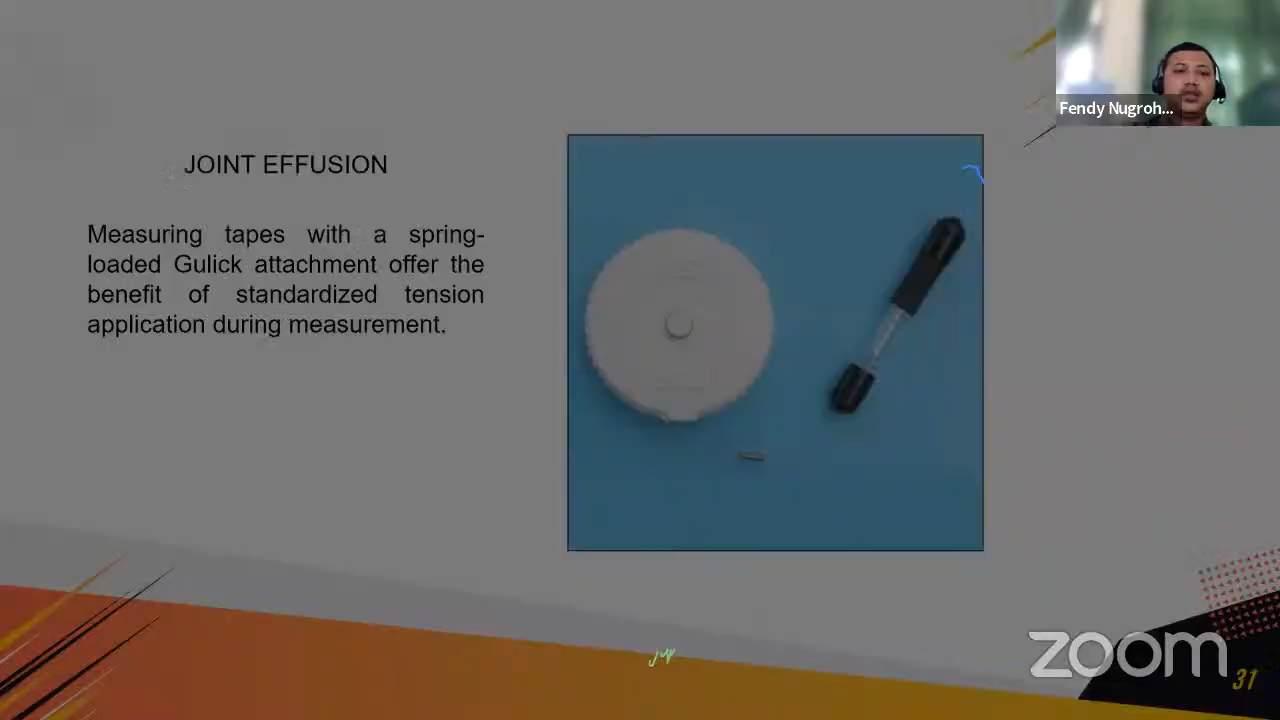 Fendy Nugroh...
JOINT EFFUSION
Measuring tapes with a spring-
loaded Gulick attachment offer the
benefit of standardized tension
application during measurement.
zoom
31